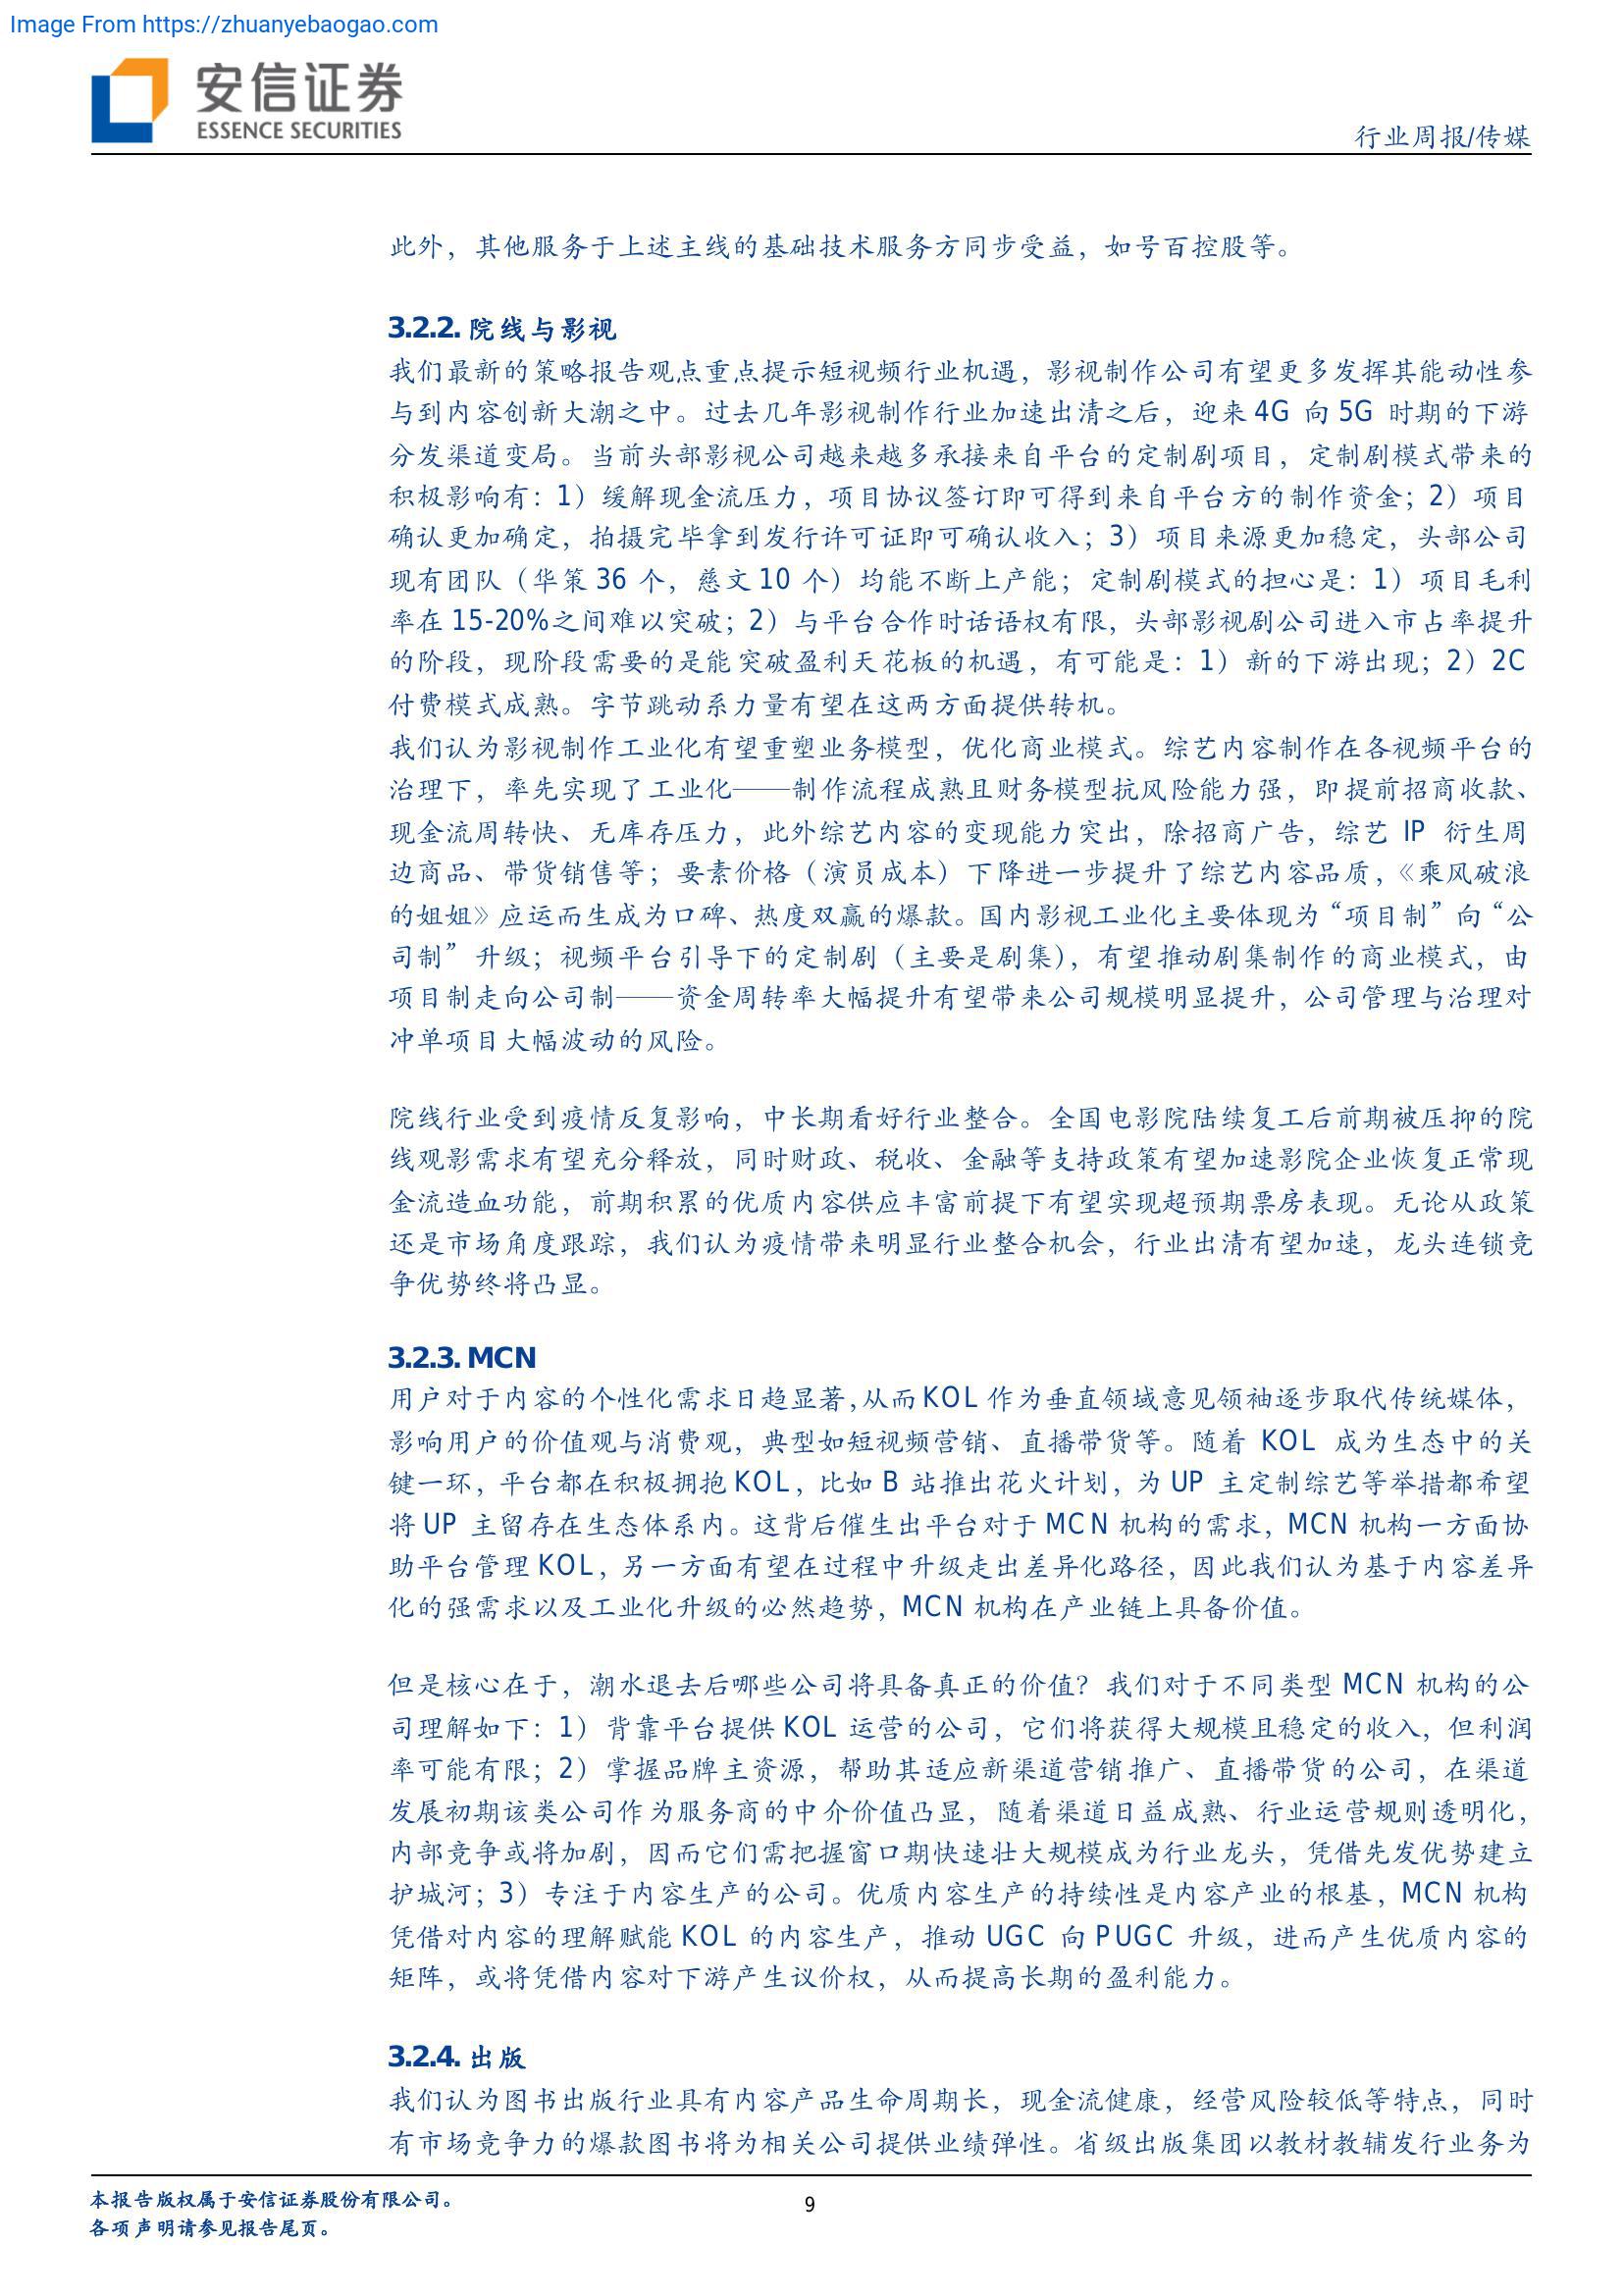 Image From https://zhuanyebaogao.com
安信证券
ESSENCE SECURITIES
行业周报/传媒
此外，其他服务于上述主线的基础技术服务方同步受益，如号百控股等。
3.2.2. 院线与影视
我们最新的策略报告观点重点提示短视频行业机遇，影视制作公司有望更多发挥其能动性参
与到内容创新大潮之中。过去几年影视制作行业加速出清之后，迎来 4G 向 5G 时期的下游
分发渠道变局。当前头部影视公司越来越多承接来自平台的定制剧项目，定制剧模式带来的
积极影响有：1）缓解现金流压力，项目协议签订即可得到来自平台方的制作资金；2）项目
确认更加确定，拍摄完毕拿到发行许可证即可确认收入；3）项目来源更加稳定，头部公司
现有团队（华策 36 个，慈文 10 个）均能不断上产能；定制剧模式的担心是：1）项目毛利
率在 15-20%之间难以突破；2）与平台合作时话语权有限，头部影视剧公司进入市占率提升
的阶段，现阶段需要的是能突破盈利天花板的机遇，有可能是：1）新的下游出现；2）2C
付费模式成熟。字节跳动系力量有望在这两方面提供转机。
我们认为影视制作工业化有望重塑业务模型，优化商业模式。综艺内容制作在各视频平台的
治理下，率先实现了工业化——制作流程成熟且财务模型抗风险能力强，即提前招商收款、
现金流周转快、无库存压力，此外综艺内容的变现能力突出，除招商广告，综艺 IP 衍生周
边商品、带货销售等；要素价格（演员成本）下降进一步提升了综艺内容品质，《乘风破浪
的姐姐》应运而生成为口碑、热度双赢的爆款。国内影视工业化主要体现为“项目制”向“公
司制”升级；视频平台引导下的定制剧（主要是剧集），有望推动剧集制作的商业模式，由
项目制走向公司制——资金周转率大幅提升有望带来公司规模明显提升，公司管理与治理对
冲单项目大幅波动的风险。
院线行业受到疫情反复影响，中长期看好行业整合。全国电影院陆续复工后前期被压抑的院
线观影需求有望充分释放，同时财政、税收、金融等支持政策有望加速影院企业恢复正常现
金流造血功能，前期积累的优质内容供应丰富前提下有望实现超预期票房表现。无论从政策
还是市场角度跟踪，我们认为疫情带来明显行业整合机会，行业出清有望加速，龙头连锁竞
争优势终将凸显。
3.2.3. MCN
用户对于内容的个性化需求日趋显著，从而 KOL 作为垂直领域意见领袖逐步取代传统媒体，
影响用户的价值观与消费观，典型如短视频营销、直播带货等。随着 KOL 成为生态中的关
键一环，平台都在积极拥抱 KOL，比如 B 站推出花火计划，为 UP 主定制综艺等举措都希望
将 UP 主留存在生态体系内。这背后催生出平台对于 MCN 机构的需求，MCN 机构一方面协
助平台管理 KOL，另一方面有望在过程中升级走出差异化路径，因此我们认为基于内容差异
化的强需求以及工业化升级的必然趋势，MCN 机构在产业链上具备价值。
但是核心在于，潮水退去后哪些公司将具备真正的价值？我们对于不同类型 MCN 机构的公
司理解如下：1）背靠平台提供 KOL 运营的公司，它们将获得大规模且稳定的收入，但利润
率可能有限；2）掌握品牌主资源，帮助其适应新渠道营销推广、直播带货的公司，在渠道
发展初期该类公司作为服务商的中介价值凸显，随着渠道日益成熟、行业运营规则透明化，
内部竞争或将加剧，因而它们需把握窗口期快速壮大规模成为行业龙头，凭借先发优势建立
护城河；3）专注于内容生产的公司。优质内容生产的持续性是内容产业的根基，MCN 机构
凭借对内容的理解赋能 KOL 的内容生产，推动 UGC 向 PUGC 升级，进而产生优质内容的
矩阵，或将凭借内容对下游产生议价权，从而提高长期的盈利能力。
3.2.4. 出版
我们认为图书出版行业具有内容产品生命周期长，现金流健康，经营风险较低等特点，同时
有市场竞争力的爆款图书将为相关公司提供业绩弹性。省级出版集团以教材教辅发行业务为
本报告版权属于安信证券股份有限公司。
各项声明请参见报告尾页。
9